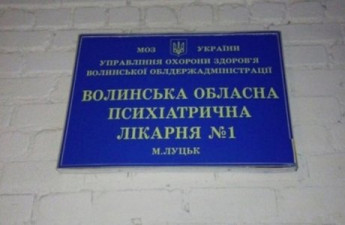 МОЗ УКРАЇНИ
УПРАВЛІННЯ ОХОРОНИ ЗДОРОВ'Я
ВОЛИНСЬКОЇ ОБЛДЕРЖАДМІНІСТРАЦІЇ
ВОЛИНСЬКА ОБЛАСНА
ПСИХІАТРИЧНА
ЛІКАРНЯ №1
М.ЛУЦЬК